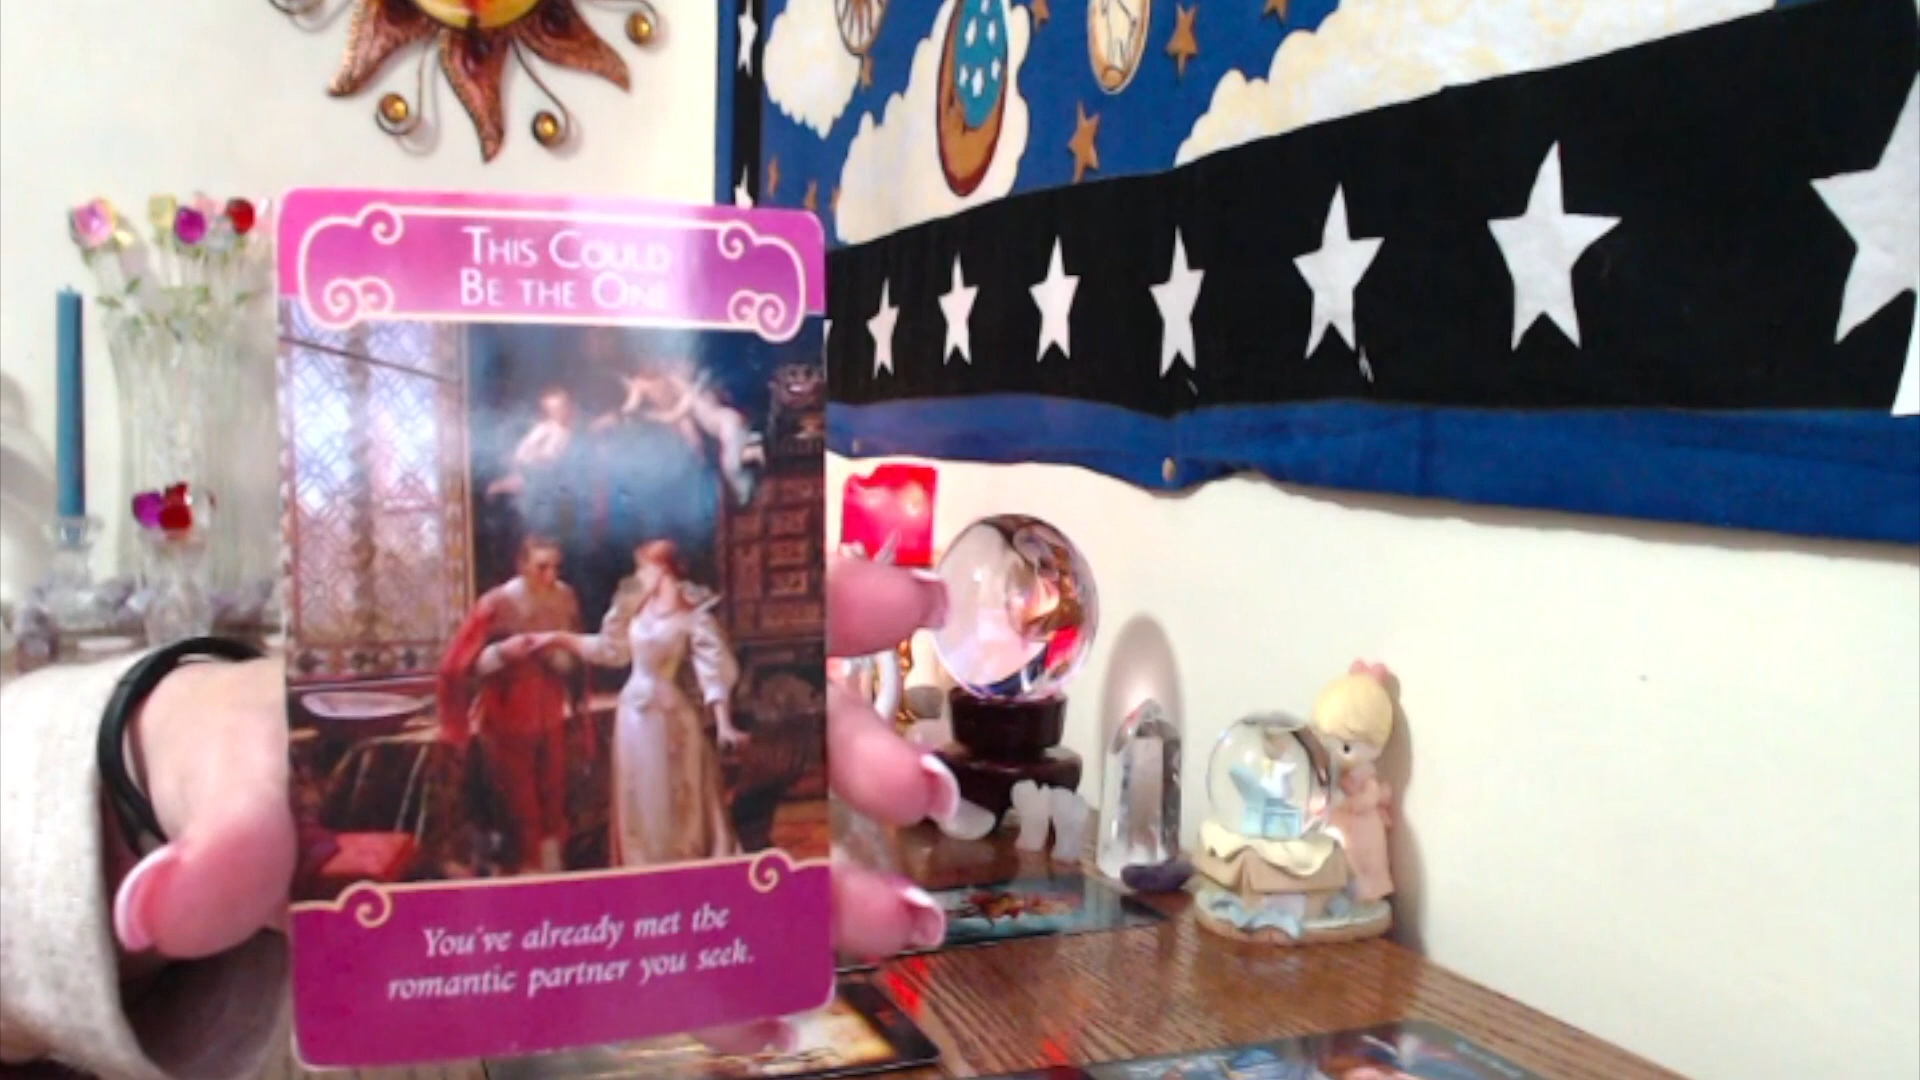 THIS COULD
BE THE ONE
You've already met the
romantic partner you seek.